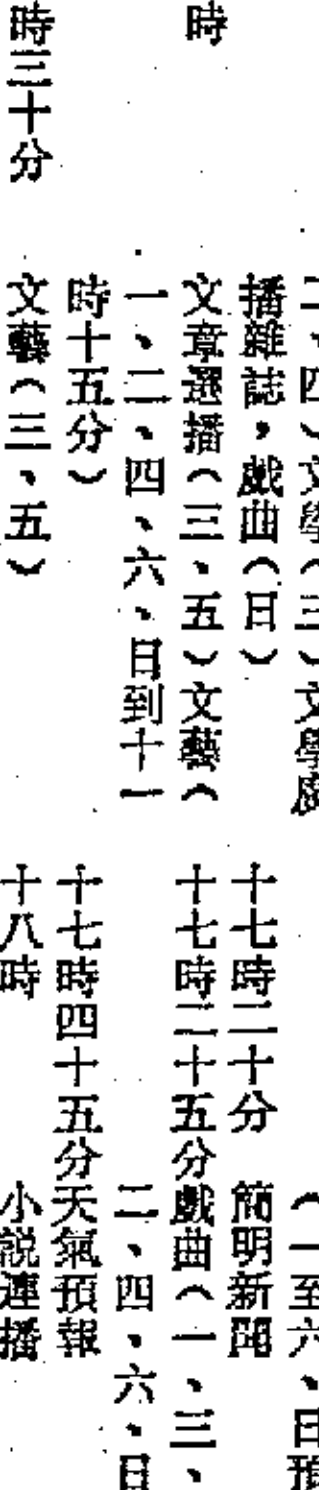 二、四）文學（三）文學廣
播雜誌，戲曲（日）
時　文章選播（三、五）文藝（
一、二、四、六、日到十一
時十五分）
時三十分　文藝（三、五）
（一至六、日預
十七時二十分　簡明新聞
十七時二十五分戲曲（一、三、
二、四、六、日
十七時四十五分天氣預報
十八時　小説連播